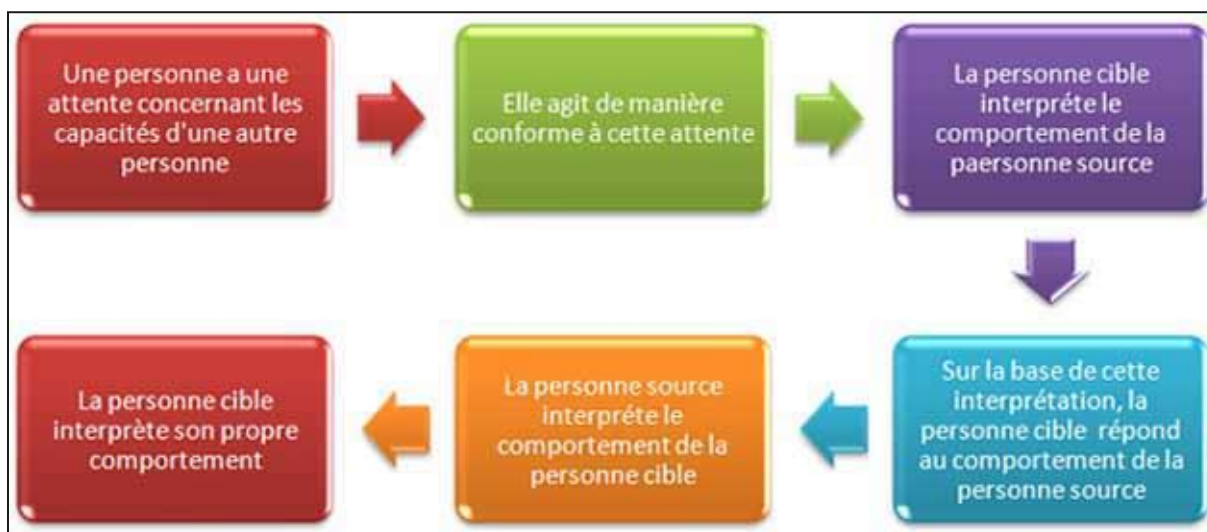 Une personne a une
attente concernant les
capacités d'une autre
personne
Elle agit de manière
conforme à cette attente
La personne cible
interpréte le
comportement de la
paersonne source
Sur la base de cette
interprétation, la
personne cible répond
au comportement de la
personne source
La personne source
interpréte le
comportement de la
personne cible
La personne cible
interprète son propre
comportement